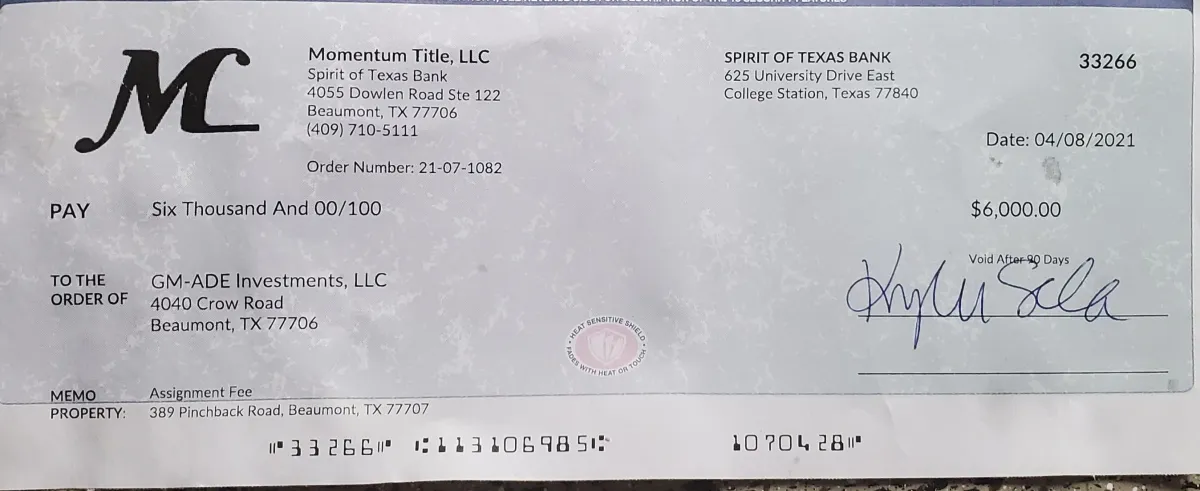 MC
Momentum Title, LLC
Spirit of Texas Bank
4055 Dowlen Road Ste 122
Beaumont, TX 77706
(409) 710-5111
Order Number: 21-07-1082
SPIRIT OF TEXAS BANK
625 University Drive East
College Station, Texas 77840
33266
Date: 04/08/2021
PAY Six Thousand And 00/100 $6,000.00
Void After 90 Days
TO THE ORDER OF
GM-ADE Investments, LLC
4040 Crow Road
Beaumont, TX 77706
HEAT SENSITIVE SHIELD
FADES WITH HEAT OR TOUCH
MEMO Assignment Fee
PROPERTY: 389 Pinchback Road, Beaumont, TX 77707
⑈33266⑈ ⑆113106985⑆ 1070428⑈